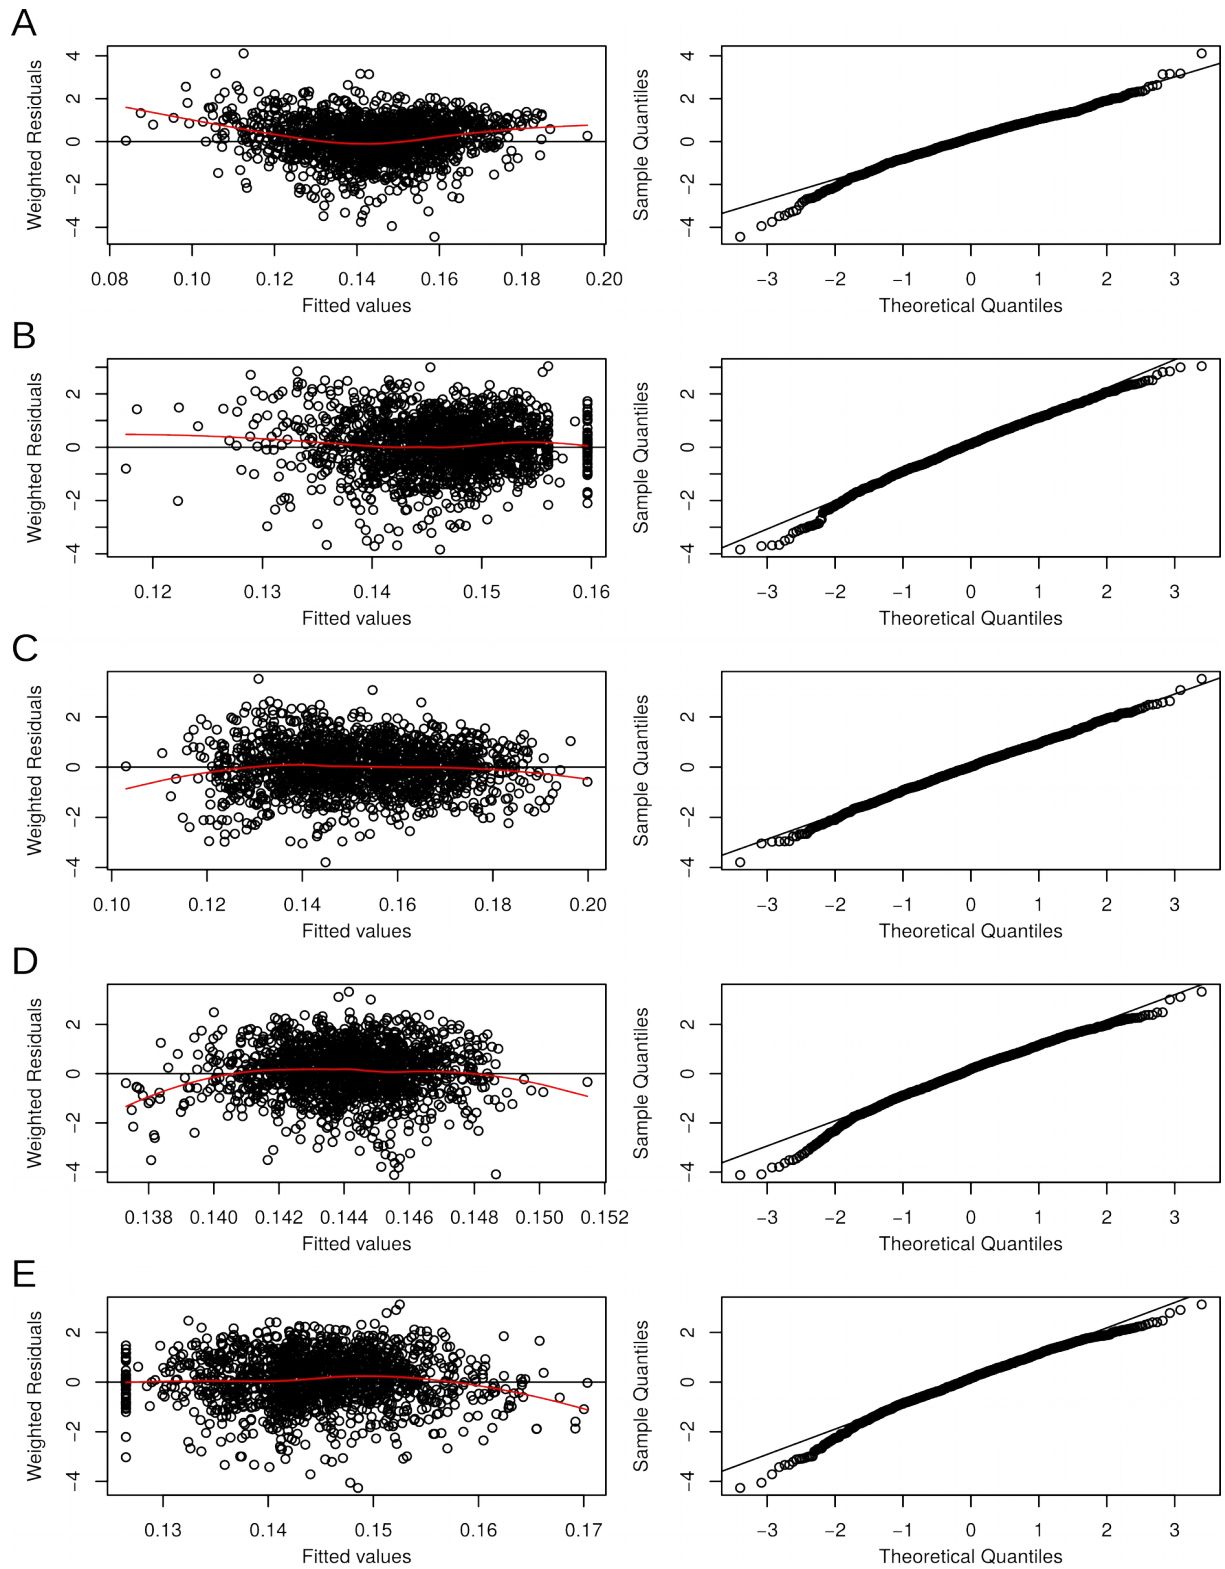 A
Weighted Residuals
4
2
0
−2
−4
0.08 0.10 0.12 0.14 0.16 0.18 0.20
Fitted values
Sample Quantiles
4
2
0
−2
−4
−3 −2 −1 0 1 2 3
Theoretical Quantiles
B
Weighted Residuals
2
0
−2
−4
0.12 0.13 0.14 0.15 0.16
Fitted values
Sample Quantiles
2
0
−2
−4
−3 −2 −1 0 1 2 3
Theoretical Quantiles
C
Weighted Residuals
2
0
−2
−4
0.10 0.12 0.14 0.16 0.18 0.20
Fitted values
Sample Quantiles
2
0
−2
−4
−3 −2 −1 0 1 2 3
Theoretical Quantiles
D
Weighted Residuals
2
0
−2
−4
0.138 0.140 0.142 0.144 0.146 0.148 0.150 0.152
Fitted values
Sample Quantiles
2
0
−2
−4
−3 −2 −1 0 1 2 3
Theoretical Quantiles
E
Weighted Residuals
2
0
−2
−4
0.13 0.14 0.15 0.16 0.17
Fitted values
Sample Quantiles
2
0
−2
−4
−3 −2 −1 0 1 2 3
Theoretical Quantiles